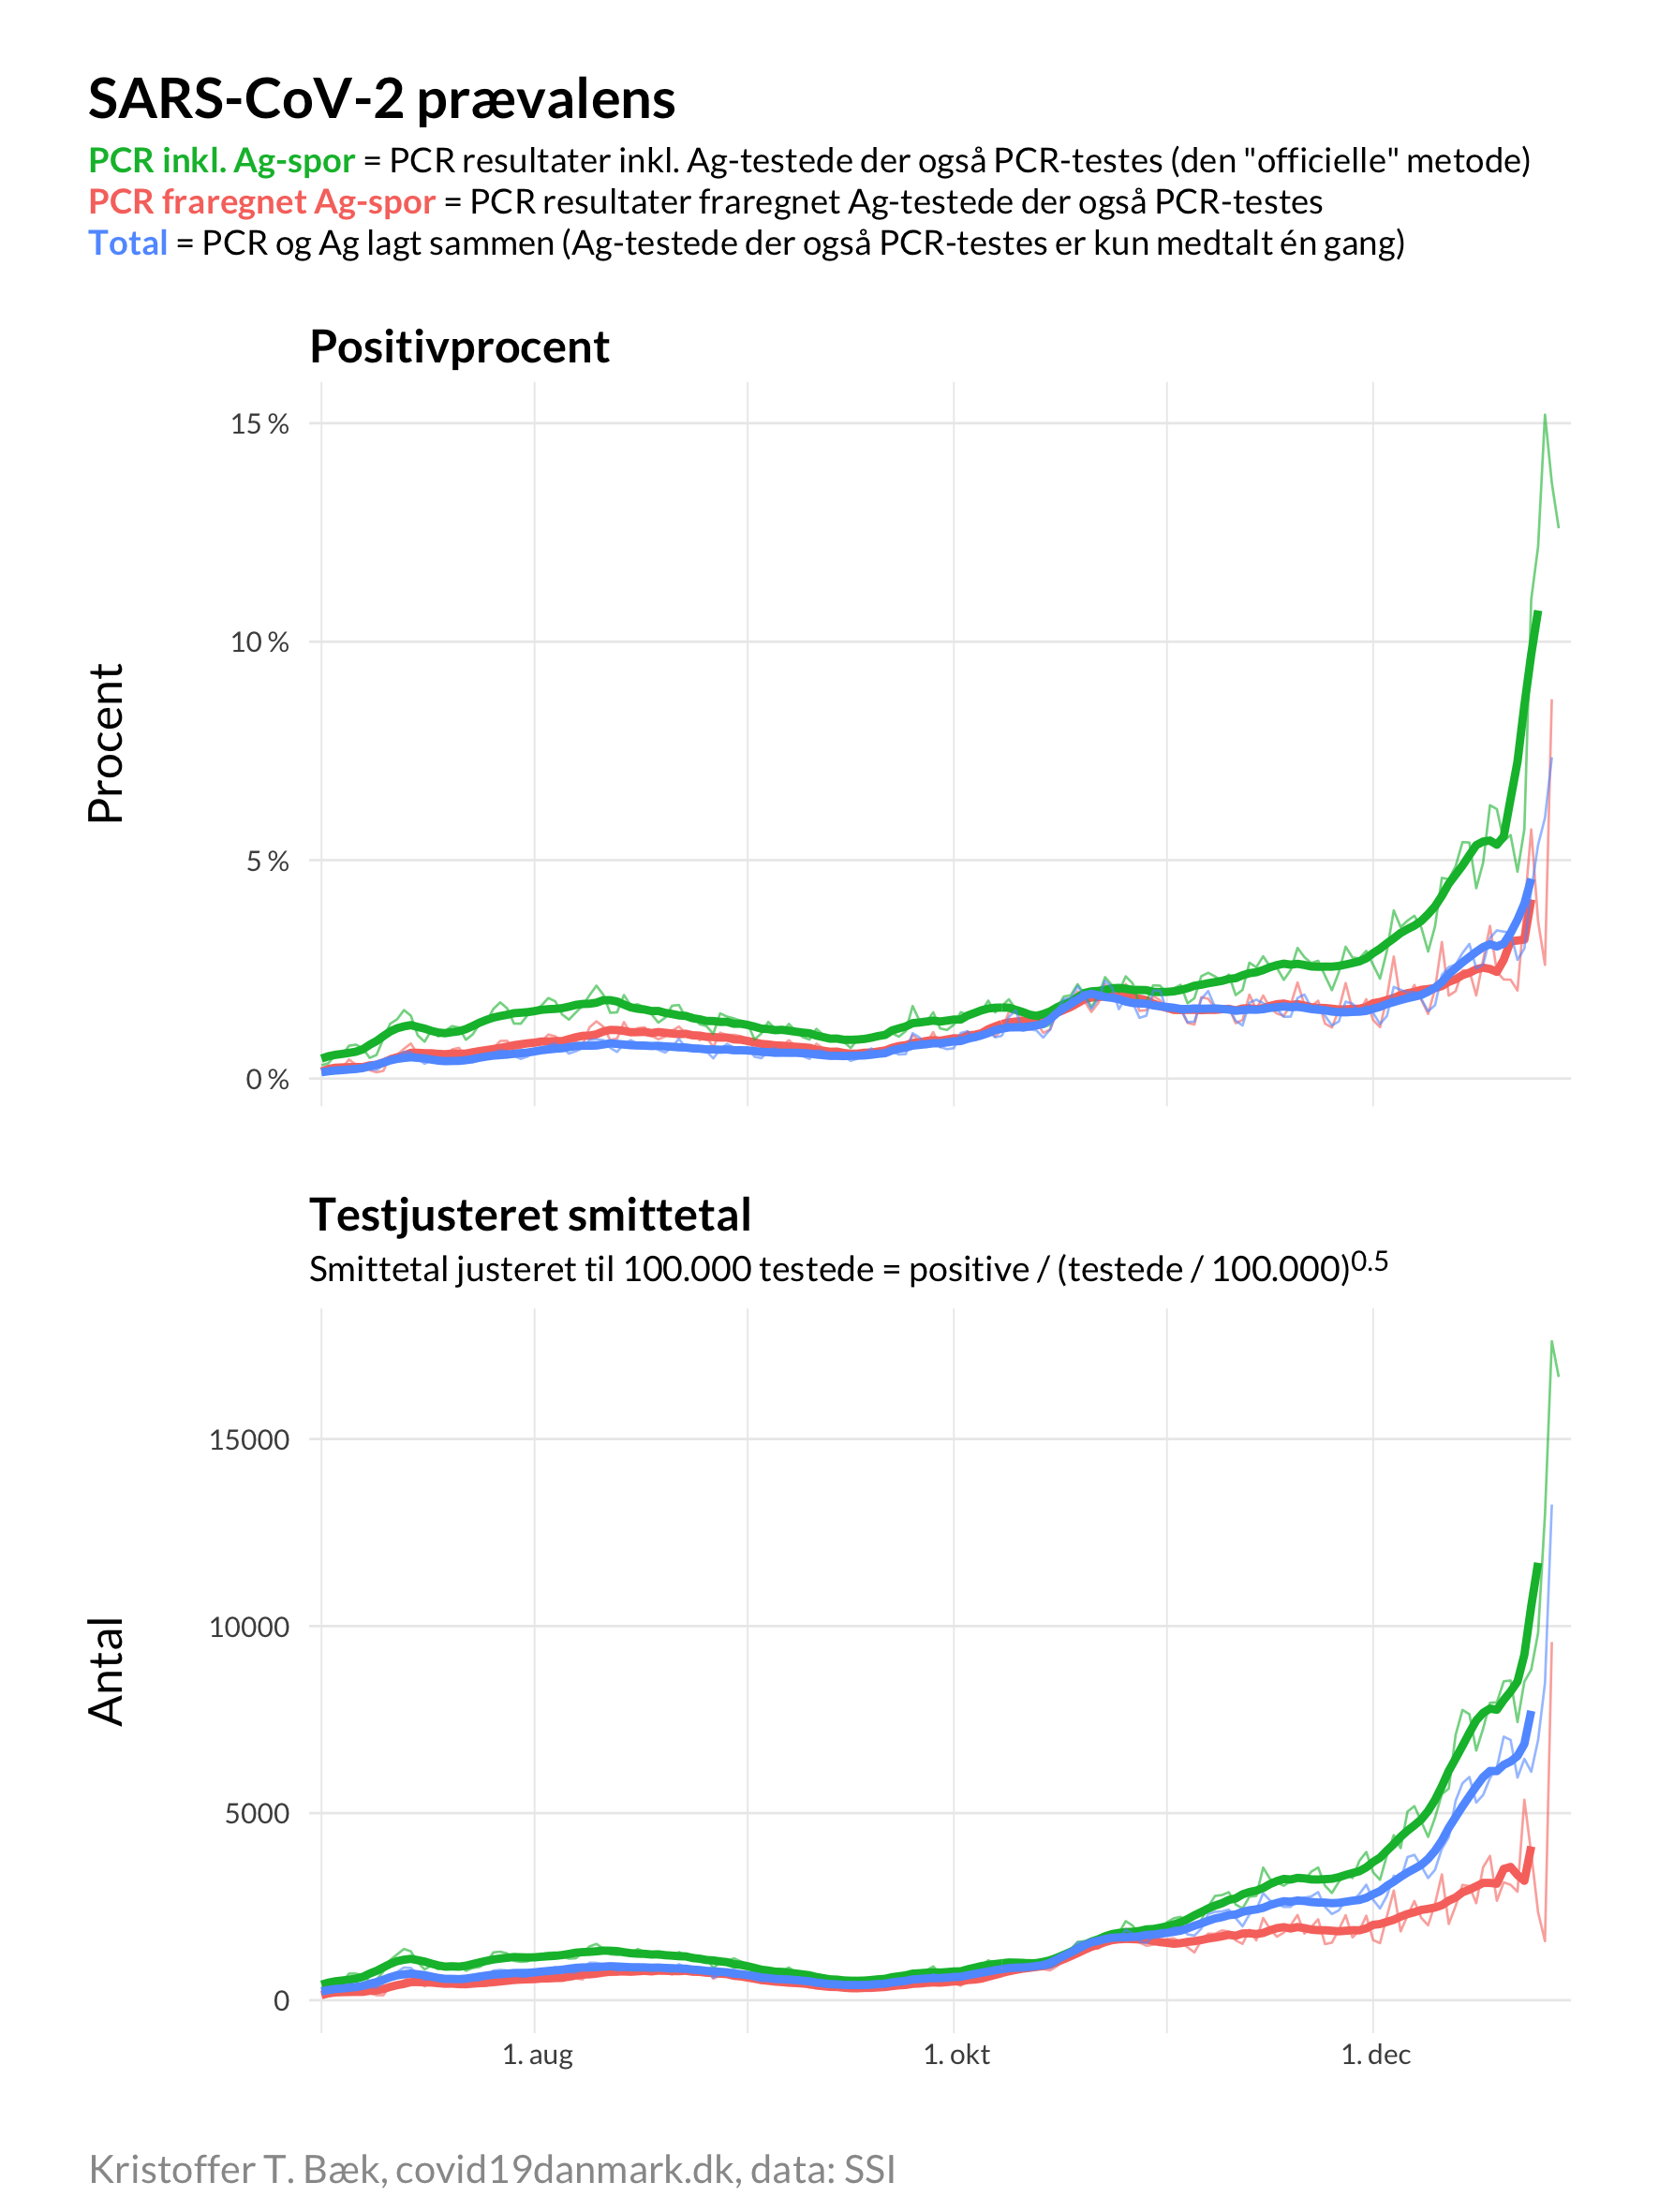 SARS-CoV-2 prævalens
PCR inkl. Ag-spor = PCR resultater inkl. Ag-testede der også PCR-testes (den "officielle" metode)
PCR fraregnet Ag-spor = PCR resultater fraregnet Ag-testede der også PCR-testes
Total = PCR og Ag lagt sammen (Ag-testede der også PCR-testes er kun medtalt én gang)
Positivprocent
15 %
10 %
5 %
0 %
Procent
Testjusteret smittetal
Smittetal justeret til 100.000 testede = positive / (testede / 100.000)^0.5
15000
10000
5000
0
Antal
1. aug
1. okt
1. dec
Kristoffer T. Bæk, covid19danmark.dk, data: SSI